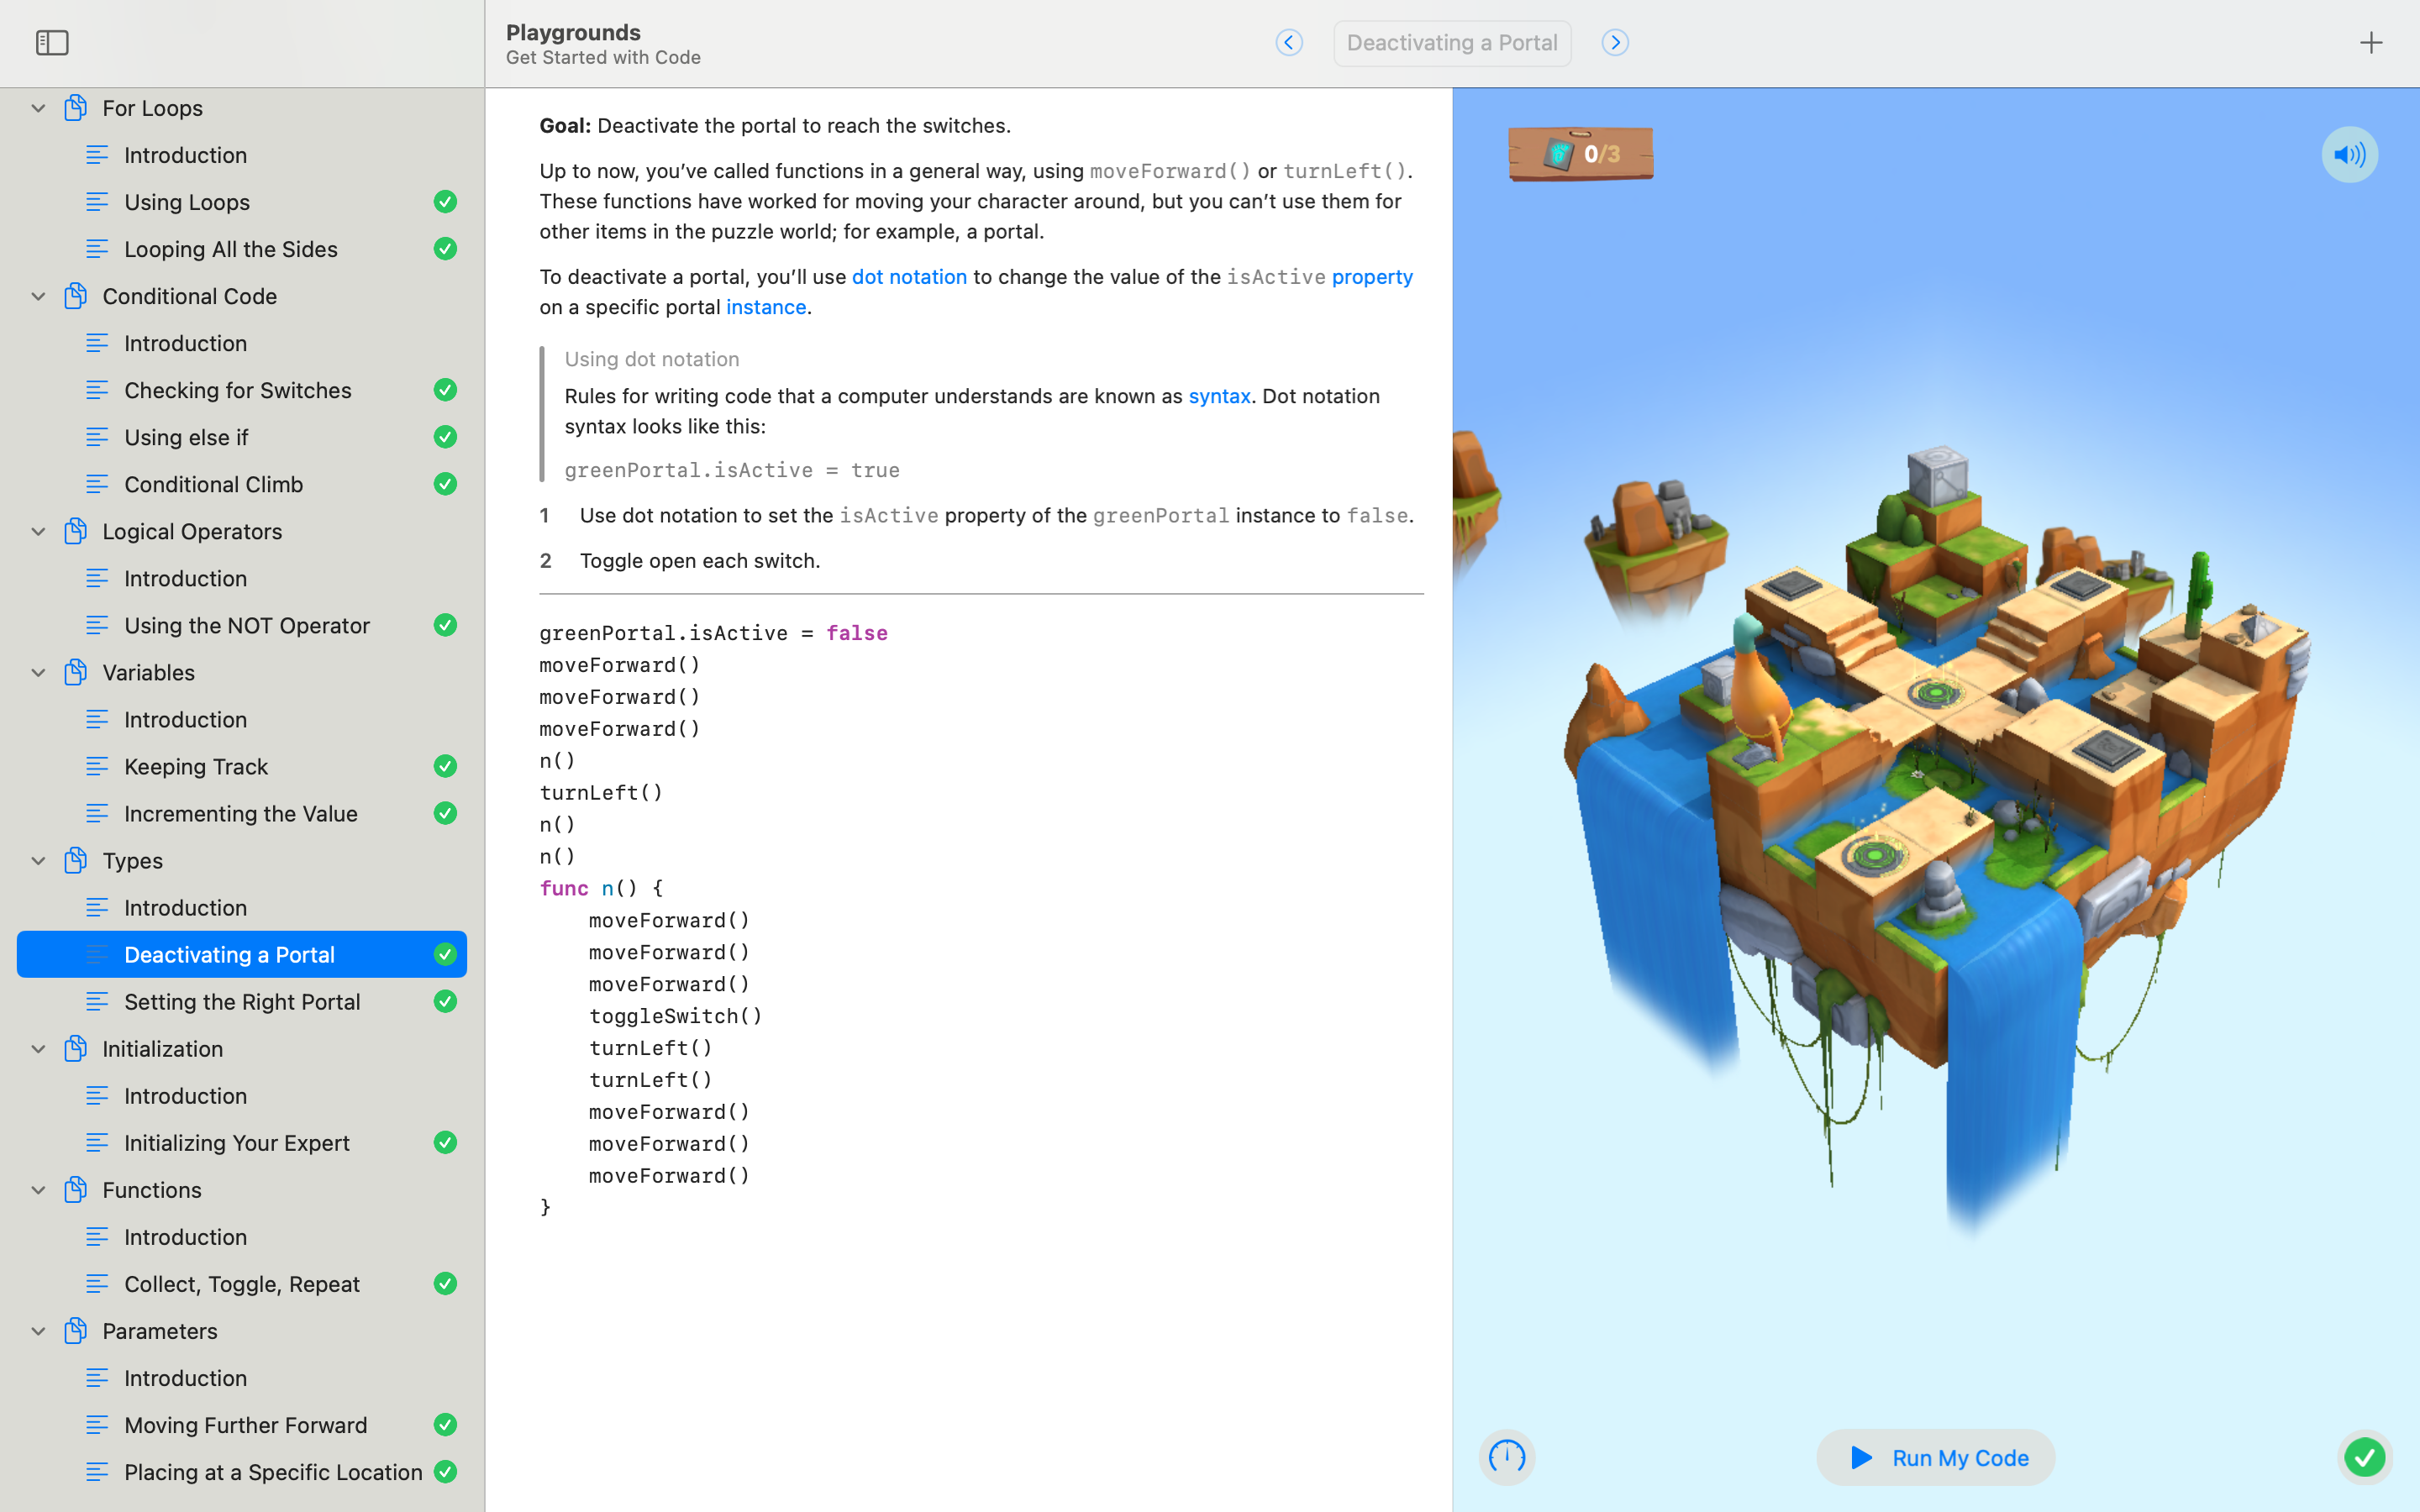 Playgrounds
Get Started with Code
Deactivating a Portal
For Loops
Introduction
Using Loops
Looping All the Sides
Conditional Code
Introduction
Checking for Switches
Using else if
Conditional Climb
Logical Operators
Introduction
Using the NOT Operator
Variables
Introduction
Keeping Track
Incrementing the Value
Types
Introduction
Deactivating a Portal
Setting the Right Portal
Initialization
Introduction
Initializing Your Expert
Functions
Introduction
Collect, Toggle, Repeat
Parameters
Introduction
Moving Further Forward
Placing at a Specific Location
Goal: Deactivate the portal to reach the switches.
Up to now, you’ve called functions in a general way, using moveForward() or turnLeft().
These functions have worked for moving your character around, but you can’t use them for
other items in the puzzle world; for example, a portal.
To deactivate a portal, you’ll use dot notation to change the value of the isActive property
on a specific portal instance.
Using dot notation
Rules for writing code that a computer understands are known as syntax. Dot notation
syntax looks like this:
greenPortal.isActive = true
1 Use dot notation to set the isActive property of the greenPortal instance to false.
2 Toggle open each switch.
greenPortal.isActive = false
moveForward()
moveForward()
moveForward()
n()
turnLeft()
n()
n()
func n() {
    moveForward()
    moveForward()
    moveForward()
    toggleSwitch()
    turnLeft()
    turnLeft()
    moveForward()
    moveForward()
    moveForward()
}
0/3
Run My Code